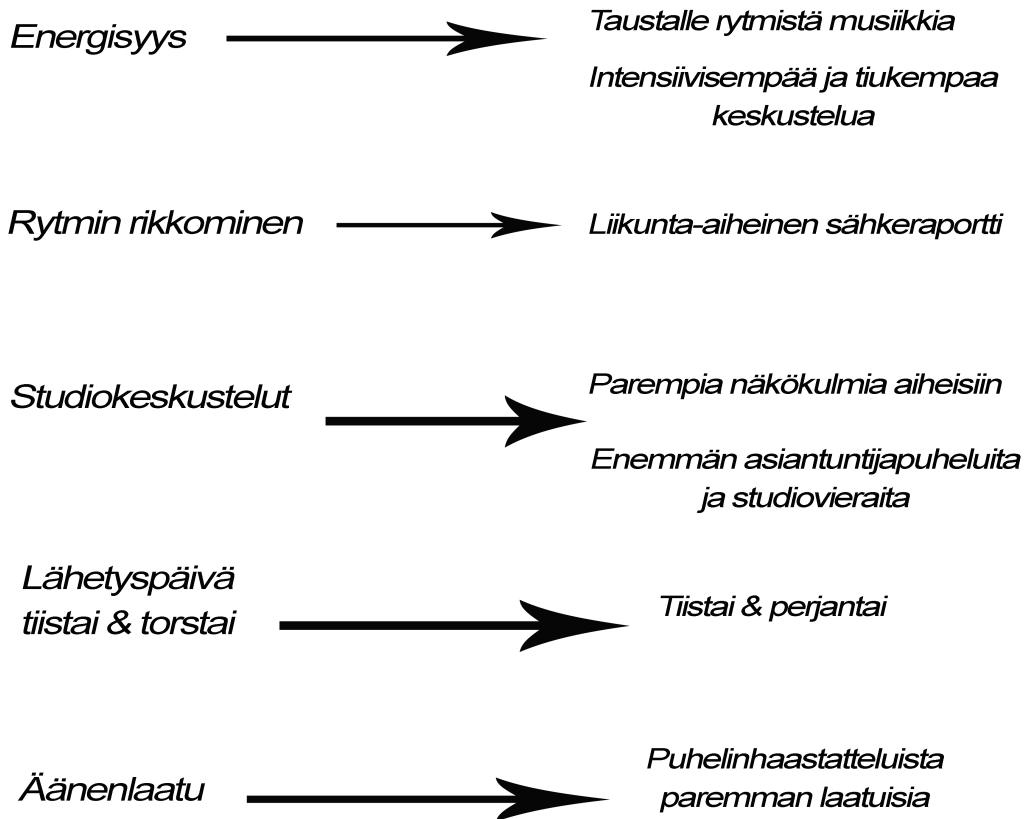 Energisyys
Taustalle rytmistä musiikkia
Intensiivisempää ja tiukempaa
keskustelua
Rytmin rikkominen
Liikunta-aiheinen sähkeraportti
Studiokeskustelut
Parempia näkökulmia aiheisiin
Enemmän asiantuntijapuheluita
ja studiovieraita
Lähetyspäivä
tiistai & torstai
Tiistai & perjantai
Äänenlaatu
Puhelinhaastatteluista
paremman laatuisia